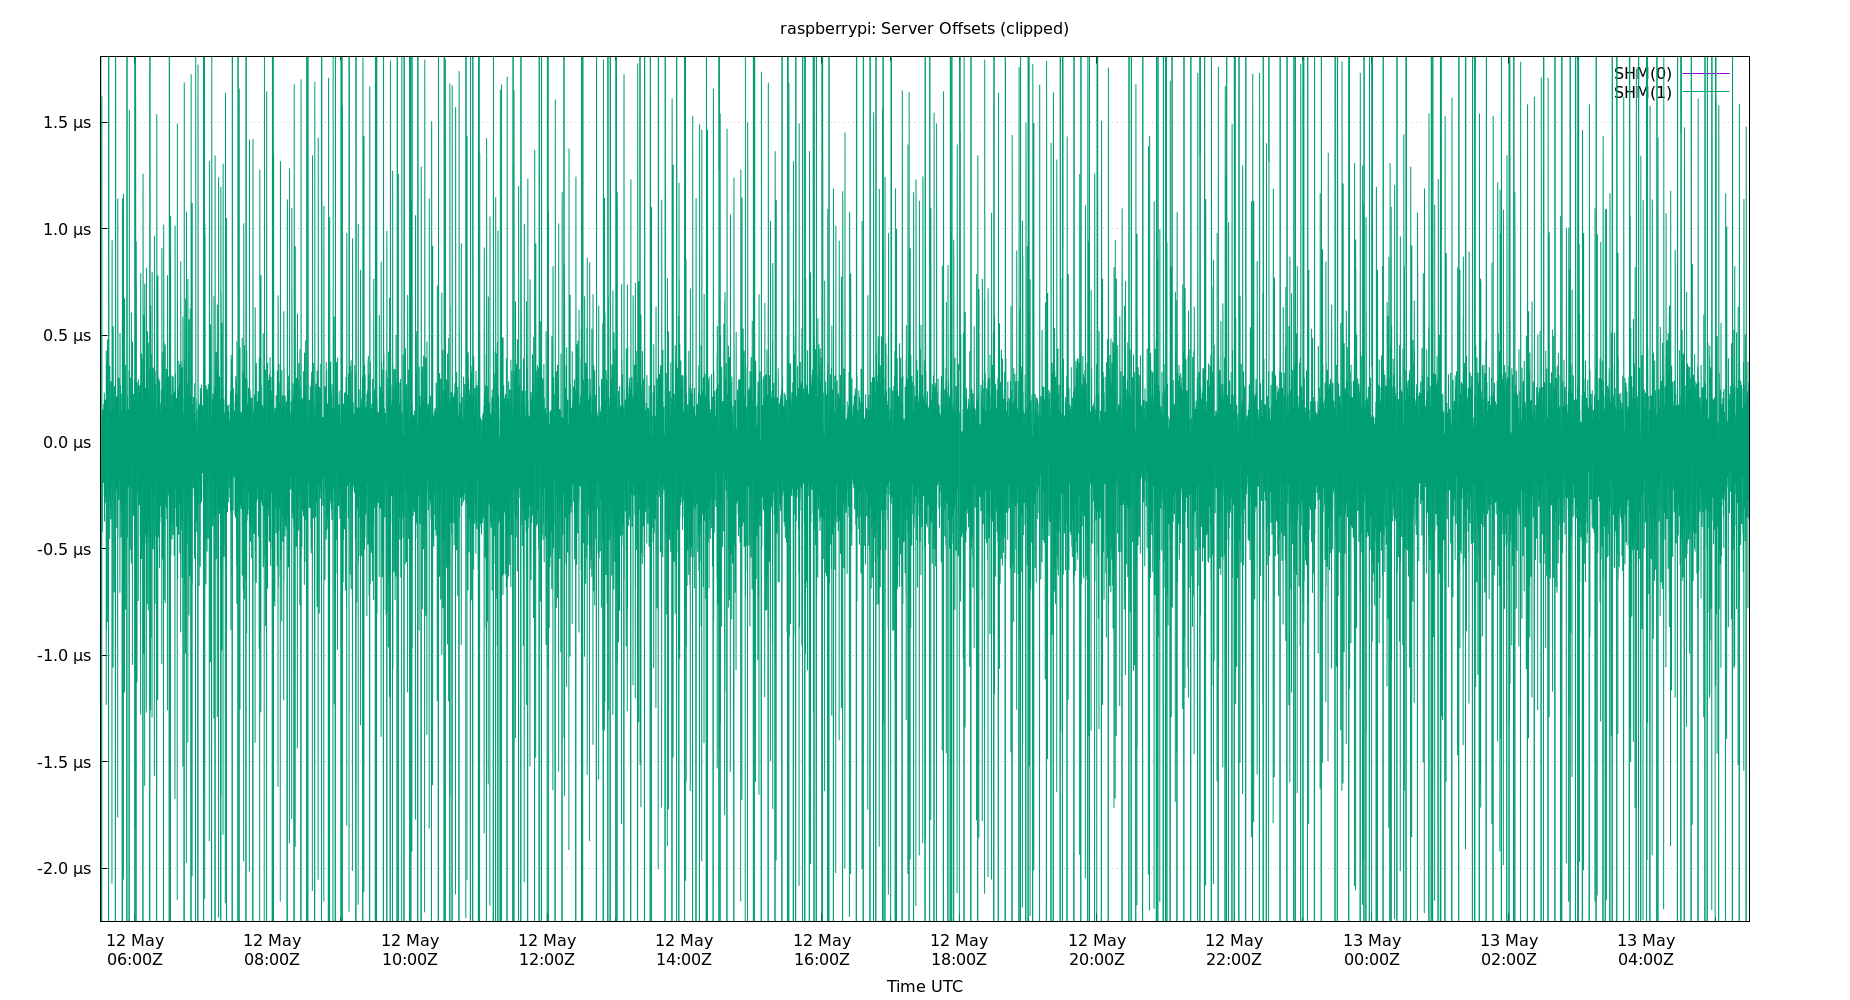 raspberrypi: Server Offsets (clipped)
SHM(0)
SHM(1)
1.5 µs
1.0 µs
0.5 µs
0.0 µs
-0.5 µs
-1.0 µs
-1.5 µs
-2.0 µs
12 May 12 May 12 May 12 May 12 May 12 May 12 May 12 May 12 May 13 May 13 May 13 May
06:00Z 08:00Z 10:00Z 12:00Z 14:00Z 16:00Z 18:00Z 20:00Z 22:00Z 00:00Z 02:00Z 04:00Z
Time UTC